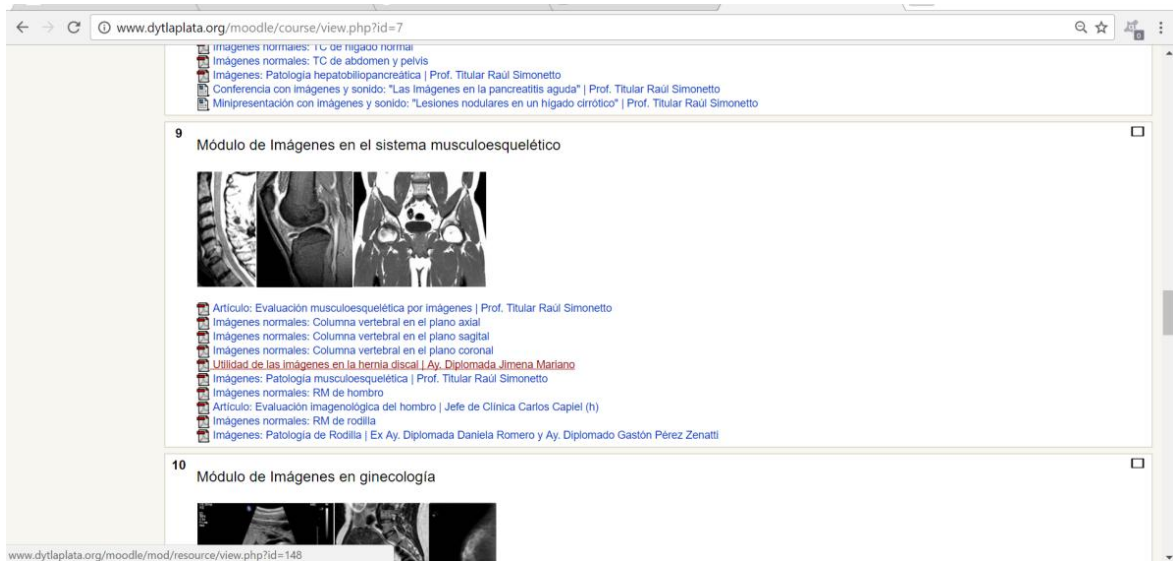 www.dytlaplata.org/moodle/course/view.php?id=7
Imágenes normales: TC de hígado normal
Imágenes normales: TC de abdomen y pelvis
Imágenes: Patología hepatobiliopancreática | Prof. Titular Raúl Simonetto
Conferencia con imágenes y sonido: "Las Imágenes en la pancreatitis aguda" | Prof. Titular Raúl Simonetto
Minipresentación con imágenes y sonido: "Lesiones nodulares en un hígado cirrótico" | Prof. Titular Raúl Simonetto
9
Módulo de Imágenes en el sistema musculoesquelético
Artículo: Evaluación musculoesquelética por imágenes | Prof. Titular Raúl Simonetto
Imágenes normales: Columna vertebral en el plano axial
Imágenes normales: Columna vertebral en el plano sagital
Imágenes normales: Columna vertebral en el plano coronal
Utilidad de las imágenes en la hernia discal | Ay. Diplomada Jimena Mariano
Imágenes: Patología musculoesquelética | Prof. Titular Raúl Simonetto
Imágenes normales: RM de hombro
Artículo: Evaluación imagenológica del hombro | Jefe de Clínica Carlos Capiel (h)
Imágenes normales: RM de rodilla
Imágenes: Patología de Rodilla | Ex Ay. Diplomada Daniela Romero y Ay. Diplomado Gastón Pérez Zenatti
10
Módulo de Imágenes en ginecología
www.dytlaplata.org/moodle/mod/resource/view.php?id=148